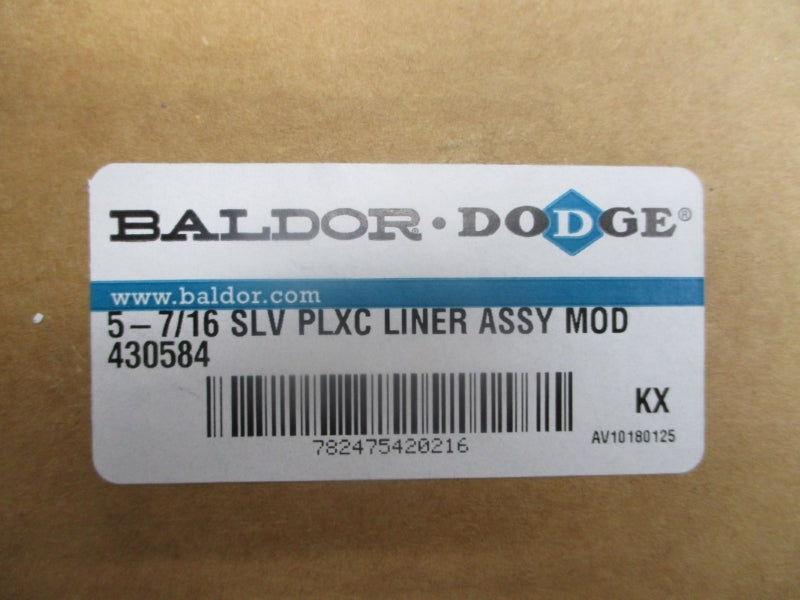 BALDOR · DODGE®
www.baldor.com
5-7/16 SLV PLXC LINER ASSY MOD
430584
KX
782475420216
AV10180125